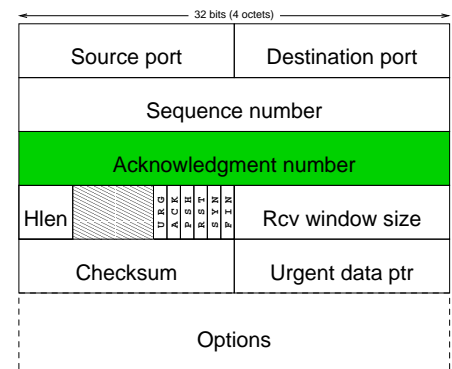 32 bits (4 octets)
Source port Destination port
Sequence number
Acknowledgment number
Hlen URG ACK PSH RST SYN FIN Rcv window size
Checksum Urgent data ptr
Options